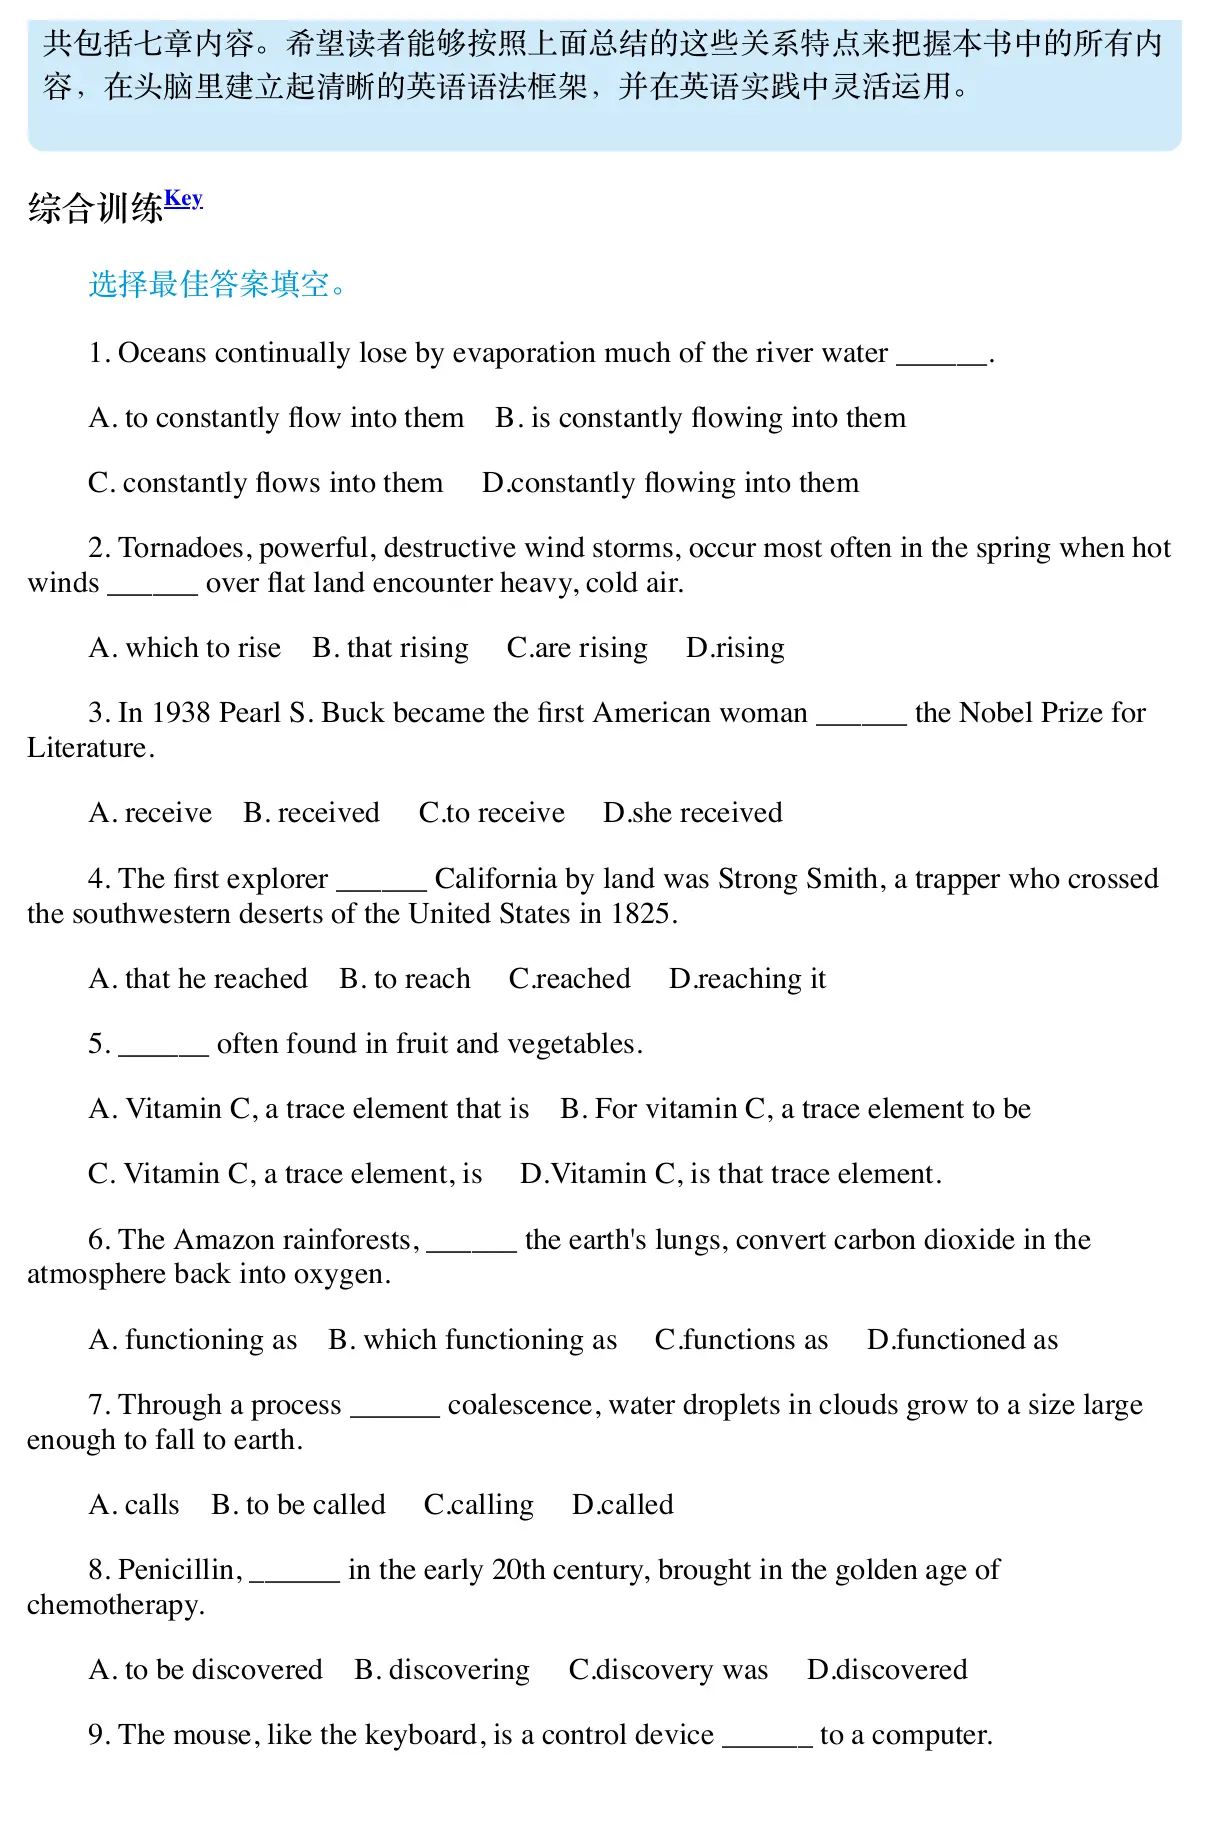 共包括七章内容。希望读者能够按照上面总结的这些关系特点来把握本书中的所有内
容，在头脑里建立起清晰的英语语法框架，并在英语实践中灵活运用。
综合训练Key
选择最佳答案填空。
1. Oceans continually lose by evaporation much of the river water ______.
A. to constantly flow into them B. is constantly flowing into them
C. constantly flows into them D.constantly flowing into them
2. Tornadoes, powerful, destructive wind storms, occur most often in the spring when hot
winds ______ over flat land encounter heavy, cold air.
A. which to rise B. that rising C.are rising D.rising
3. In 1938 Pearl S. Buck became the first American woman ______ the Nobel Prize for
Literature.
A. receive B. received C.to receive D.she received
4. The first explorer ______ California by land was Strong Smith, a trapper who crossed
the southwestern deserts of the United States in 1825.
A. that he reached B. to reach C.reached D.reaching it
5. ______ often found in fruit and vegetables.
A. Vitamin C, a trace element that is B. For vitamin C, a trace element to be
C. Vitamin C, a trace element, is D.Vitamin C, is that trace element.
6. The Amazon rainforests, ______ the earth's lungs, convert carbon dioxide in the
atmosphere back into oxygen.
A. functioning as B. which functioning as C.functions as D.functioned as
7. Through a process ______ coalescence, water droplets in clouds grow to a size large
enough to fall to earth.
A. calls B. to be called C.calling D.called
8. Penicillin, ______ in the early 20th century, brought in the golden age of
chemotherapy.
A. to be discovered B. discovering C.discovery was D.discovered
9. The mouse, like the keyboard, is a control device ______ to a computer.